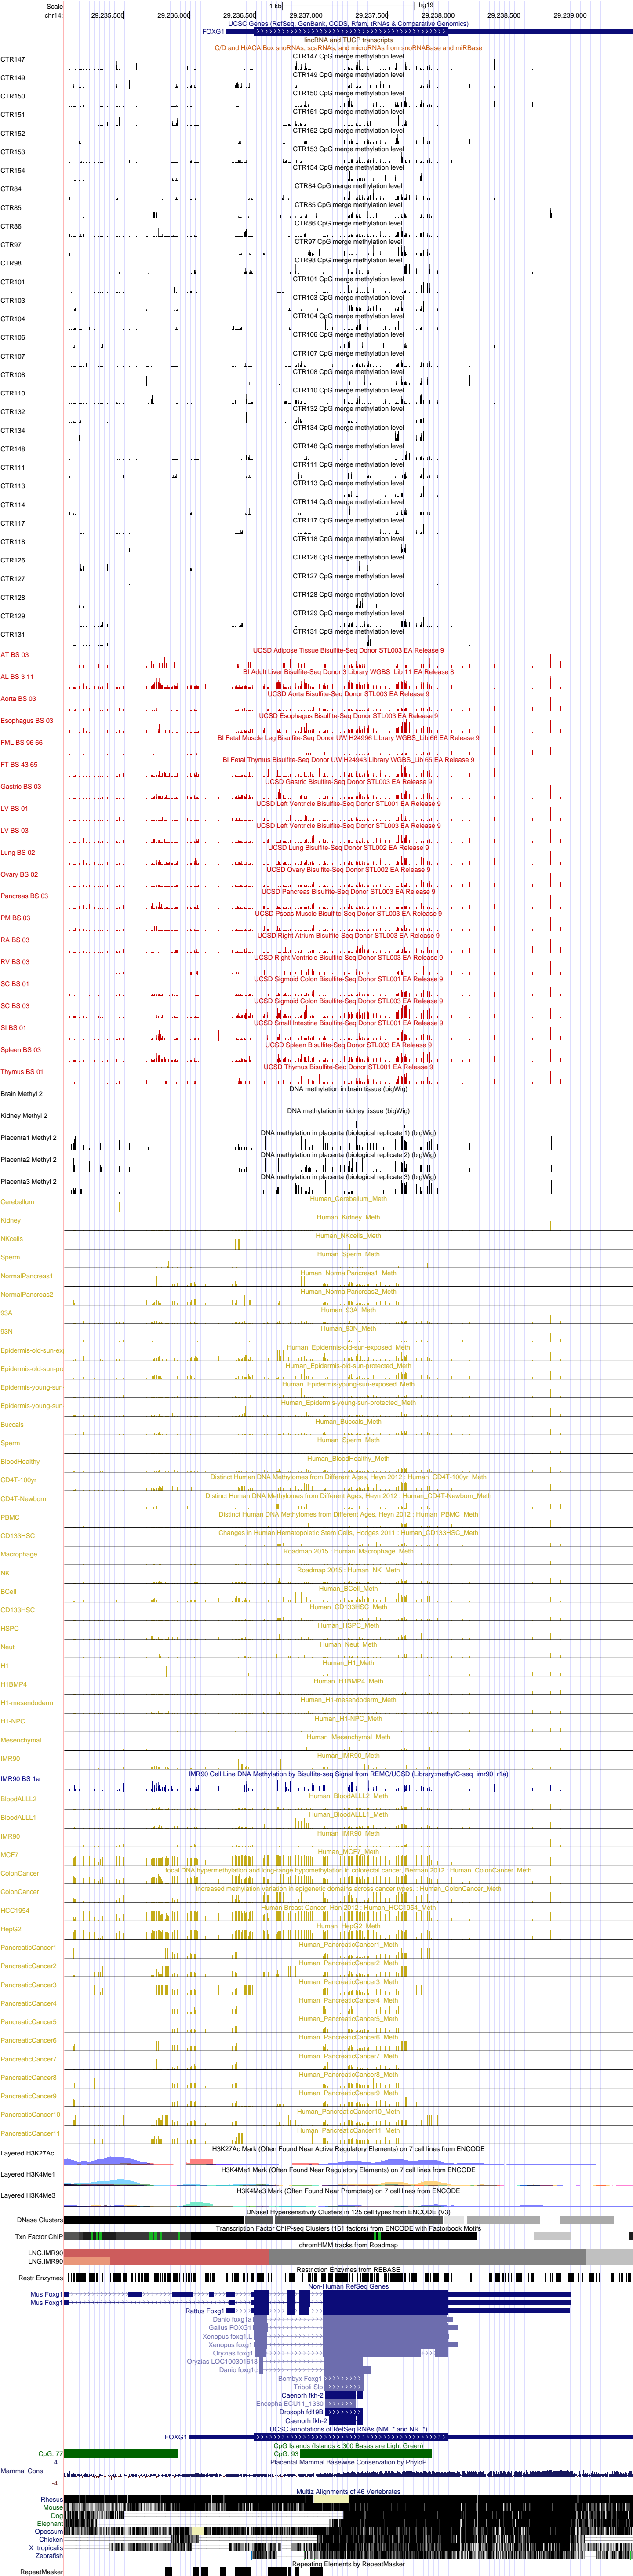 Scale 1 kb hg19
chr14: 29,235,500 29,236,000 29,236,500 29,237,000 29,237,500 29,238,000 29,238,500 29,239,000
UCSC Genes (RefSeq, GenBank, CCDS, Rfam, tRNAs & Comparative Genomics)
FOXG1
lincRNA and TUCP transcripts
C/D and H/ACA Box snoRNAs, scaRNAs, and microRNAs from snoRNABase and miRBase
CTR147 CTR147 CpG merge methylation level
CTR149 CTR149 CpG merge methylation level
CTR150 CTR150 CpG merge methylation level
CTR151 CTR151 CpG merge methylation level
CTR152 CTR152 CpG merge methylation level
CTR153 CTR153 CpG merge methylation level
CTR154 CTR154 CpG merge methylation level
CTR84 CTR84 CpG merge methylation level
CTR85 CTR85 CpG merge methylation level
CTR86 CTR86 CpG merge methylation level
CTR97 CTR97 CpG merge methylation level
CTR98 CTR98 CpG merge methylation level
CTR101 CTR101 CpG merge methylation level
CTR103 CTR103 CpG merge methylation level
CTR104 CTR104 CpG merge methylation level
CTR106 CTR106 CpG merge methylation level
CTR107 CTR107 CpG merge methylation level
CTR108 CTR108 CpG merge methylation level
CTR110 CTR110 CpG merge methylation level
CTR132 CTR132 CpG merge methylation level
CTR134 CTR134 CpG merge methylation level
CTR148 CTR148 CpG merge methylation level
CTR111 CTR111 CpG merge methylation level
CTR113 CTR113 CpG merge methylation level
CTR114 CTR114 CpG merge methylation level
CTR117 CTR117 CpG merge methylation level
CTR118 CTR118 CpG merge methylation level
CTR126 CTR126 CpG merge methylation level
CTR127 CTR127 CpG merge methylation level
CTR128 CTR128 CpG merge methylation level
CTR129 CTR129 CpG merge methylation level
CTR131 CTR131 CpG merge methylation level
AT BS 03 UCSD Adipose Tissue Bisulfite-Seq Donor STL003 EA Release 9
AL BS 3 11 BI Adult Liver Bisulfite-Seq Donor 3 Library WGBS_Lib 11 EA Release 8
Aorta BS 03 UCSD Aorta Bisulfite-Seq Donor STL003 EA Release 9
Esophagus BS 03 UCSD Esophagus Bisulfite-Seq Donor STL003 EA Release 9
FML BS 96 66 BI Fetal Muscle Leg Bisulfite-Seq Donor UW H24996 Library WGBS_Lib 66 EA Release 9
FT BS 43 65 BI Fetal Thymus Bisulfite-Seq Donor UW H24943 Library WGBS_Lib 65 EA Release 9
Gastric BS 03 UCSD Gastric Bisulfite-Seq Donor STL003 EA Release 9
LV BS 01 UCSD Left Ventricle Bisulfite-Seq Donor STL001 EA Release 9
LV BS 03 UCSD Left Ventricle Bisulfite-Seq Donor STL003 EA Release 9
Lung BS 02 UCSD Lung Bisulfite-Seq Donor STL002 EA Release 9
Ovary BS 02 UCSD Ovary Bisulfite-Seq Donor STL002 EA Release 9
Pancreas BS 03 UCSD Pancreas Bisulfite-Seq Donor STL003 EA Release 9
PM BS 03 UCSD Psoas Muscle Bisulfite-Seq Donor STL003 EA Release 9
RA BS 03 UCSD Right Atrium Bisulfite-Seq Donor STL003 EA Release 9
RV BS 03 UCSD Right Ventricle Bisulfite-Seq Donor STL003 EA Release 9
SC BS 01 UCSD Sigmoid Colon Bisulfite-Seq Donor STL001 EA Release 9
SC BS 03 UCSD Sigmoid Colon Bisulfite-Seq Donor STL003 EA Release 9
SI BS 01 UCSD Small Intestine Bisulfite-Seq Donor STL001 EA Release 9
Spleen BS 03 UCSD Spleen Bisulfite-Seq Donor STL003 EA Release 9
Thymus BS 01 UCSD Thymus Bisulfite-Seq Donor STL001 EA Release 9
Brain Methyl 2 DNA methylation in brain tissue (bigWig)
Kidney Methyl 2 DNA methylation in kidney tissue (bigWig)
Placenta1 Methyl 2 DNA methylation in placenta (biological replicate 1) (bigWig)
Placenta2 Methyl 2 DNA methylation in placenta (biological replicate 2) (bigWig)
Placenta3 Methyl 2 DNA methylation in placenta (biological replicate 3) (bigWig)
Cerebellum Human_Cerebellum_Meth
Kidney Human_Kidney_Meth
NKcells Human_NKcells_Meth
Sperm Human_Sperm_Meth
NormalPancreas1 Human_NormalPancreas1_Meth
NormalPancreas2 Human_NormalPancreas2_Meth
93A Human_93A_Meth
93N Human_93N_Meth
Epidermis-old-sun-ex Human_Epidermis-old-sun-exposed_Meth
Epidermis-old-sun-pro Human_Epidermis-old-sun-protected_Meth
Epidermis-young-sun Human_Epidermis-young-sun-exposed_Meth
Epidermis-young-sun Human_Epidermis-young-sun-protected_Meth
Buccals Human_Buccals_Meth
Sperm Human_Sperm_Meth
BloodHealthy Human_BloodHealthy_Meth
CD4T-100yr Distinct Human DNA Methylomes from Different Ages, Heyn 2012 : Human_CD4T-100yr_Meth
CD4T-Newborn Distinct Human DNA Methylomes from Different Ages, Heyn 2012 : Human_CD4T-Newborn_Meth
PBMC Distinct Human DNA Methylomes from Different Ages, Heyn 2012 : Human_PBMC_Meth
CD133HSC Changes in Human Hematopoietic Stem Cells, Hodges 2011 : Human_CD133HSC_Meth
Macrophage Roadmap 2015 : Human_Macrophage_Meth
NK Roadmap 2015 : Human_NK_Meth
BCell Human_BCell_Meth
CD133HSC Human_CD133HSC_Meth
HSPC Human_HSPC_Meth
Neut Human_Neut_Meth
H1 Human_H1_Meth
H1BMP4 Human_H1BMP4_Meth
H1-mesendoderm Human_H1-mesendoderm_Meth
H1-NPC Human_H1-NPC_Meth
Mesenchymal Human_Mesenchymal_Meth
IMR90 Human_IMR90_Meth
IMR90 BS 1a IMR90 Cell Line DNA Methylation by Bisulfite-seq Signal from REMC/UCSD (Library:methylC-seq_imr90_r1a)
BloodALLL2 Human_BloodALLL2_Meth
BloodALLL1 Human_BloodALLL1_Meth
IMR90 Human_IMR90_Meth
MCF7 Human_MCF7_Meth
ColonCancer focal DNA hypermethylation and long-range hypomethylation in colorectal cancer, Berman 2012 : Human_ColonCancer_Meth
ColonCancer Increased methylation variation in epigenetic domains across cancer types. : Human_ColonCancer_Meth
HCC1954 Human Breast Cancer, Hon 2012 : Human_HCC1954_Meth
HepG2 Human_HepG2_Meth
PancreaticCancer1 Human_PancreaticCancer1_Meth
PancreaticCancer2 Human_PancreaticCancer2_Meth
PancreaticCancer3 Human_PancreaticCancer3_Meth
PancreaticCancer4 Human_PancreaticCancer4_Meth
PancreaticCancer5 Human_PancreaticCancer5_Meth
PancreaticCancer6 Human_PancreaticCancer6_Meth
PancreaticCancer7 Human_PancreaticCancer7_Meth
PancreaticCancer8 Human_PancreaticCancer8_Meth
PancreaticCancer9 Human_PancreaticCancer9_Meth
PancreaticCancer10 Human_PancreaticCancer10_Meth
PancreaticCancer11 Human_PancreaticCancer11_Meth
H3K27Ac Mark (Often Found Near Active Regulatory Elements) on 7 cell lines from ENCODE
Layered H3K27Ac
H3K4Me1 Mark (Often Found Near Regulatory Elements) on 7 cell lines from ENCODE
Layered H3K4Me1
H3K4Me3 Mark (Often Found Near Promoters) on 7 cell lines from ENCODE
Layered H3K4Me3
DNaseI Hypersensitivity Clusters in 125 cell types from ENCODE (V3)
DNase Clusters
Transcription Factor ChIP-seq Clusters (161 factors) from ENCODE with Factorbook Motifs
Txn Factor ChIP
chromHMM tracks from Roadmap
LNG.IMR90
LNG.IMR90
Restriction Enzymes from REBASE
Restr Enzymes
Non-Human RefSeq Genes
Mus Foxg1
Mus Foxg1
Rattus Foxg1
Danio foxg1a
Gallus FOXG1
Xenopus foxg1.L
Xenopus foxg1
Oryzias foxg1
Oryzias LOC100301613
Danio foxg1c
Bombyx Foxg1
Triboli Slp
Caenorh fkh-2
Encepha ECU11_1330
Drosoph fd19B
Caenorh fkh-2
UCSC annotations of RefSeq RNAs (NM_* and NR_*)
FOXG1
CpG Islands (Islands < 300 Bases are Light Green)
CpG: 77 CpG: 93
Placental Mammal Basewise Conservation by PhyloP
4 _
Mammal Cons
-4 _
Multiz Alignments of 46 Vertebrates
Rhesus
Mouse
Dog
Elephant
Opossum
Chicken
X_tropicalis
Zebrafish
Repeating Elements by RepeatMasker
RepeatMasker